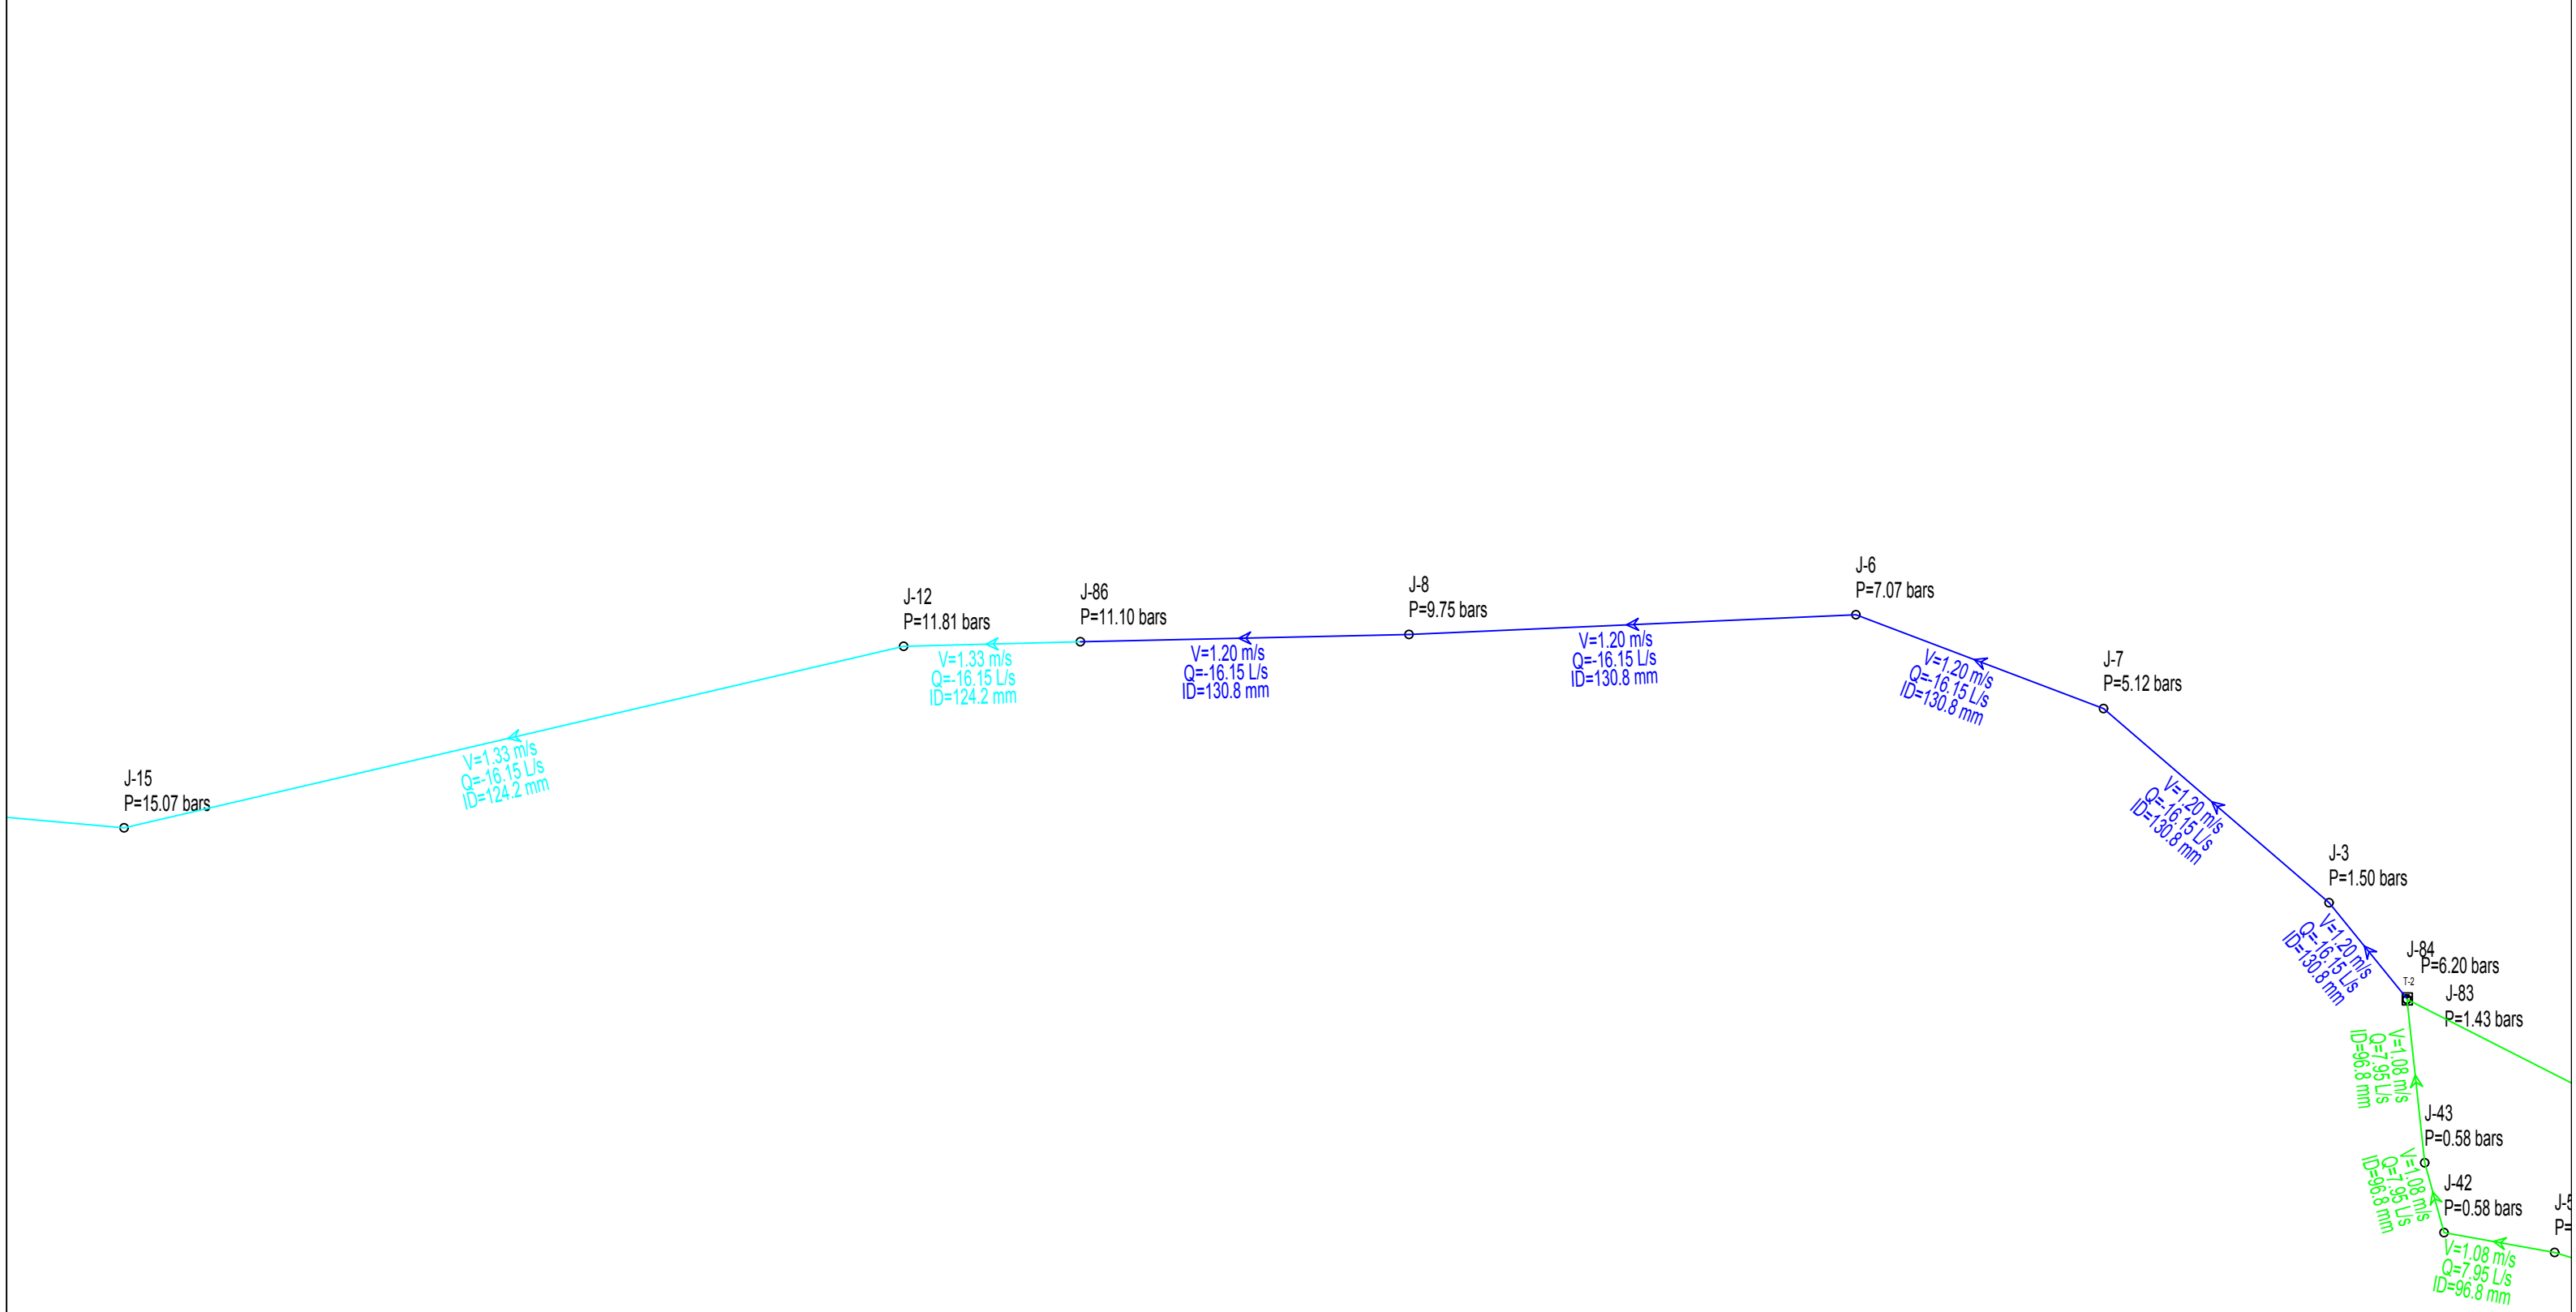 J-6
P=7.07 bars
J-8
P=9.75 bars
J-86
P=11.10 bars
J-12
P=11.81 bars
V=1.20 m/s
Q=-16.15 L/s
ID=130.8 mm
V=1.20 m/s
Q=-16.15 L/s
ID=130.8 mm
V=1.33 m/s
Q=-16.15 L/s
ID=124.2 mm
V=1.20 m/s
Q=-16.15 L/s
ID=130.8 mm
J-7
P=5.12 bars
V=1.33 m/s
Q=-16.15 L/s
ID=124.2 mm
J-15
P=15.07 bars
V=1.20 m/s
Q=-16.15 L/s
ID=130.8 mm
J-3
P=1.50 bars
V=1.20 m/s
Q=-16.15 L/s
ID=130.8 mm
J-84
P=6.20 bars
T-2
J-83
P=1.43 bars
V=1.08 m/s
Q=7.95 L/s
ID=96.8 mm
J-43
P=0.58 bars
V=1.08 m/s
Q=7.95 L/s
ID=96.8 mm
J-42
P=0.58 bars
V=1.08 m/s
Q=7.95 L/s
ID=96.8 mm